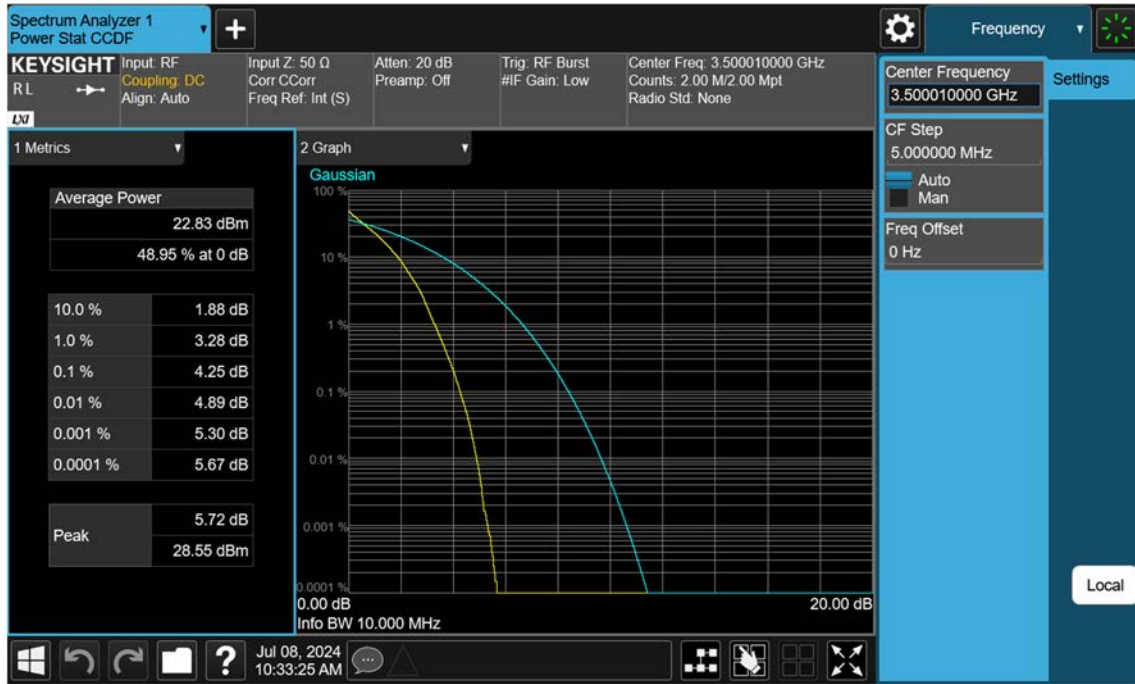 Spectrum Analyzer 1
Power Stat CCDF
+
Frequency
KEYSIGHT
R L
LXI
Input: RF
Coupling: DC
Align: Auto
Input Z: 50 Ω
Corr CCorr
Freq Ref: Int (S)
Atten: 20 dB
Preamp: Off
Trig: RF Burst
#IF Gain: Low
Center Freq: 3.500010000 GHz
Counts: 2.00 M/2.00 Mpt
Radio Std: None
Center Frequency
3.500010000 GHz
Settings
CF Step
5.000000 MHz
Auto
Man
Freq Offset
0 Hz
1 Metrics
Average Power
22.83 dBm
48.95 % at 0 dB
10.0 % 1.88 dB
1.0 % 3.28 dB
0.1 % 4.25 dB
0.01 % 4.89 dB
0.001 % 5.30 dB
0.0001 % 5.67 dB
Peak
5.72 dB
28.55 dBm
2 Graph
Gaussian
100 %
10 %
1 %
0.1 %
0.01 %
0.001 %
0.0001 %
0.00 dB 20.00 dB
Info BW 10.000 MHz
Local
?
Jul 08, 2024
10:33:25 AM